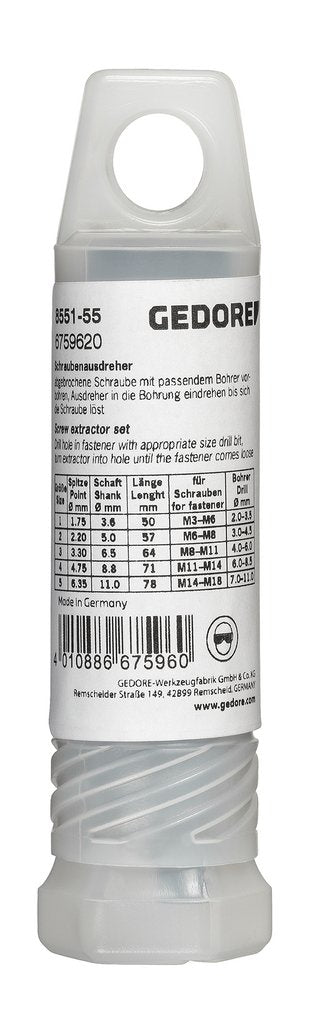 8551-55
GEDORE
6759620
Schraubenausdreher
abgebrochene Schraube mit passendem Bohrer vor-
bohren, Ausdreher in die Bohrung eindrehen bis sich
die Schraube löst
Screw extractor set
Drill hole in fastener with appropriate size drill bit,
turn extractor into hole until the fastener comes loose
Größe Size Spitze Point Ø mm Schaft Shank Ø mm Länge Lenght mm für Schrauben for fastener Bohrer Drill Ø mm
1 1.75 3.6 50 M3-M6 2.0-3.5
2 2.20 5.0 57 M6-M8 3.0-4.5
3 3.30 6.5 64 M8-M11 4.0-6.0
4 4.75 8.8 71 M11-M14 6.0-8.5
5 6.35 11.0 78 M14-M18 7.0-11.0
Made in Germany
4 010886 675960
GEDORE-Werkzeugfabrik GmbH & Co. KG
Remscheider Straße 149, 42899 Remscheid, GERMANY
www.gedore.com